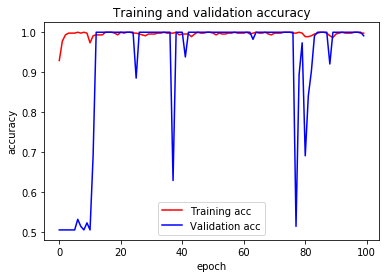 Training and validation accuracy
1.0
0.9
0.8
0.7
0.6
0.5
accuracy
Training acc
Validation acc
0 20 40 60 80 100
epoch